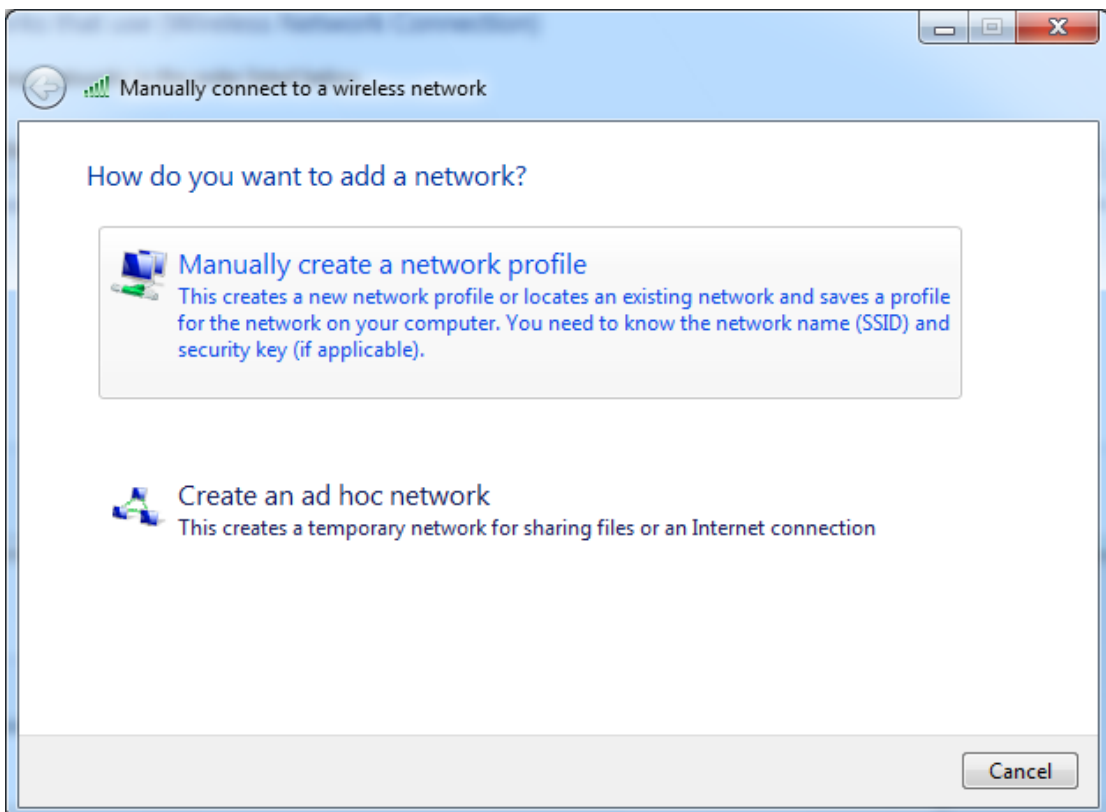 Manually connect to a wireless network
How do you want to add a network?
Manually create a network profile
This creates a new network profile or locates an existing network and saves a profile
for the network on your computer. You need to know the network name (SSID) and
security key (if applicable).
Create an ad hoc network
This creates a temporary network for sharing files or an Internet connection
Cancel